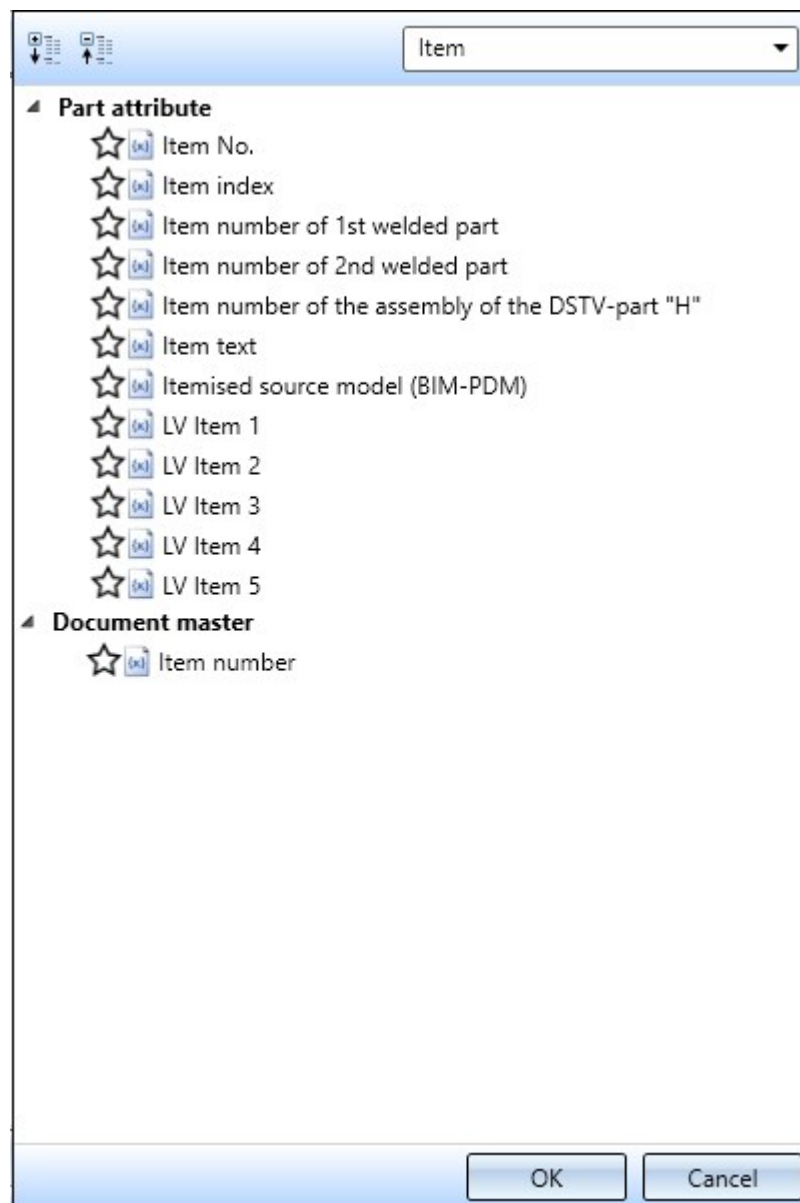 Item
Part attribute
Item No.
Item index
Item number of 1st welded part
Item number of 2nd welded part
Item number of the assembly of the DSTV-part "H"
Item text
Itemised source model (BIM-PDM)
LV Item 1
LV Item 2
LV Item 3
LV Item 4
LV Item 5
Document master
Item number
OK Cancel